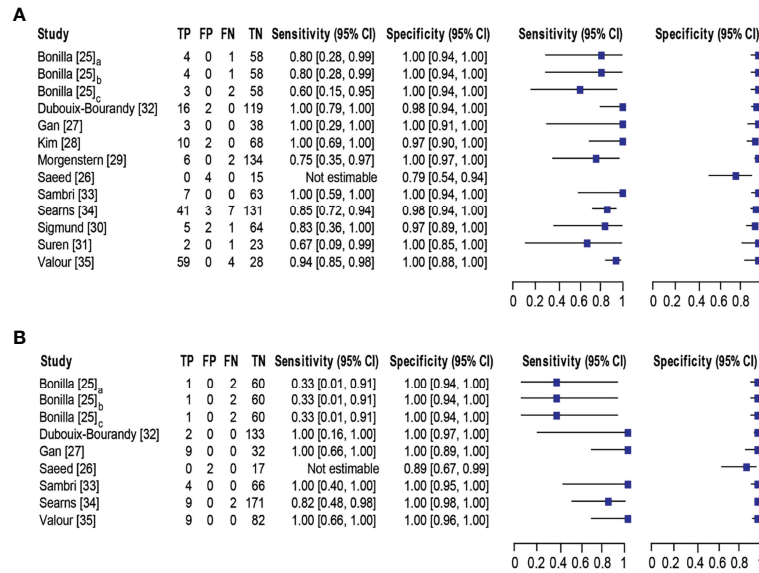 A
Study TP FP FN TN Sensitivity (95% CI) Specificity (95% CI) Sensitivity (95% CI) Specificity (95% CI)
Bonilla [25]a 4 0 1 58 0.80 [0.28, 0.99] 1.00 [0.94, 1.00]
Bonilla [25]b 4 0 1 58 0.80 [0.28, 0.99] 1.00 [0.94, 1.00]
Bonilla [25]c 3 0 2 58 0.60 [0.15, 0.95] 1.00 [0.94, 1.00]
Dubouix-Bourandy [32] 16 2 0 119 1.00 [0.79, 1.00] 0.98 [0.94, 1.00]
Gan [27] 3 0 0 38 1.00 [0.29, 1.00] 1.00 [0.91, 1.00]
Kim [28] 10 2 0 68 1.00 [0.69, 1.00] 0.97 [0.90, 1.00]
Morgenstern [29] 6 0 2 134 0.75 [0.35, 0.97] 1.00 [0.97, 1.00]
Saeed [26] 0 4 0 15 Not estimable 0.79 [0.54, 0.94]
Sambri [33] 7 0 0 63 1.00 [0.59, 1.00] 1.00 [0.94, 1.00]
Searns [34] 41 3 7 131 0.85 [0.72, 0.94] 0.98 [0.94, 1.00]
Sigmund [30] 5 2 1 64 0.83 [0.36, 1.00] 0.97 [0.89, 1.00]
Suren [31] 2 0 1 23 0.67 [0.09, 0.99] 1.00 [0.85, 1.00]
Valour [35] 59 0 4 28 0.94 [0.85, 0.98] 1.00 [0.88, 1.00]
0 0.2 0.4 0.6 0.8 1 0 0.2 0.4 0.6 0.8
B
Study TP FP FN TN Sensitivity (95% CI) Specificity (95% CI) Sensitivity (95% CI) Specificity (95% CI)
Bonilla [25]a 1 0 2 60 0.33 [0.01, 0.91] 1.00 [0.94, 1.00]
Bonilla [25]b 1 0 2 60 0.33 [0.01, 0.91] 1.00 [0.94, 1.00]
Bonilla [25]c 1 0 2 60 0.33 [0.01, 0.91] 1.00 [0.94, 1.00]
Dubouix-Bourandy [32] 2 0 0 133 1.00 [0.16, 1.00] 1.00 [0.97, 1.00]
Gan [27] 9 0 0 32 1.00 [0.66, 1.00] 1.00 [0.89, 1.00]
Saeed [26] 0 2 0 17 Not estimable 0.89 [0.67, 0.99]
Sambri [33] 4 0 0 66 1.00 [0.40, 1.00] 1.00 [0.95, 1.00]
Searns [34] 9 0 2 171 0.82 [0.48, 0.98] 1.00 [0.98, 1.00]
Valour [35] 9 0 0 82 1.00 [0.66, 1.00] 1.00 [0.96, 1.00]
0 0.2 0.4 0.6 0.8 1 0 0.2 0.4 0.6 0.8